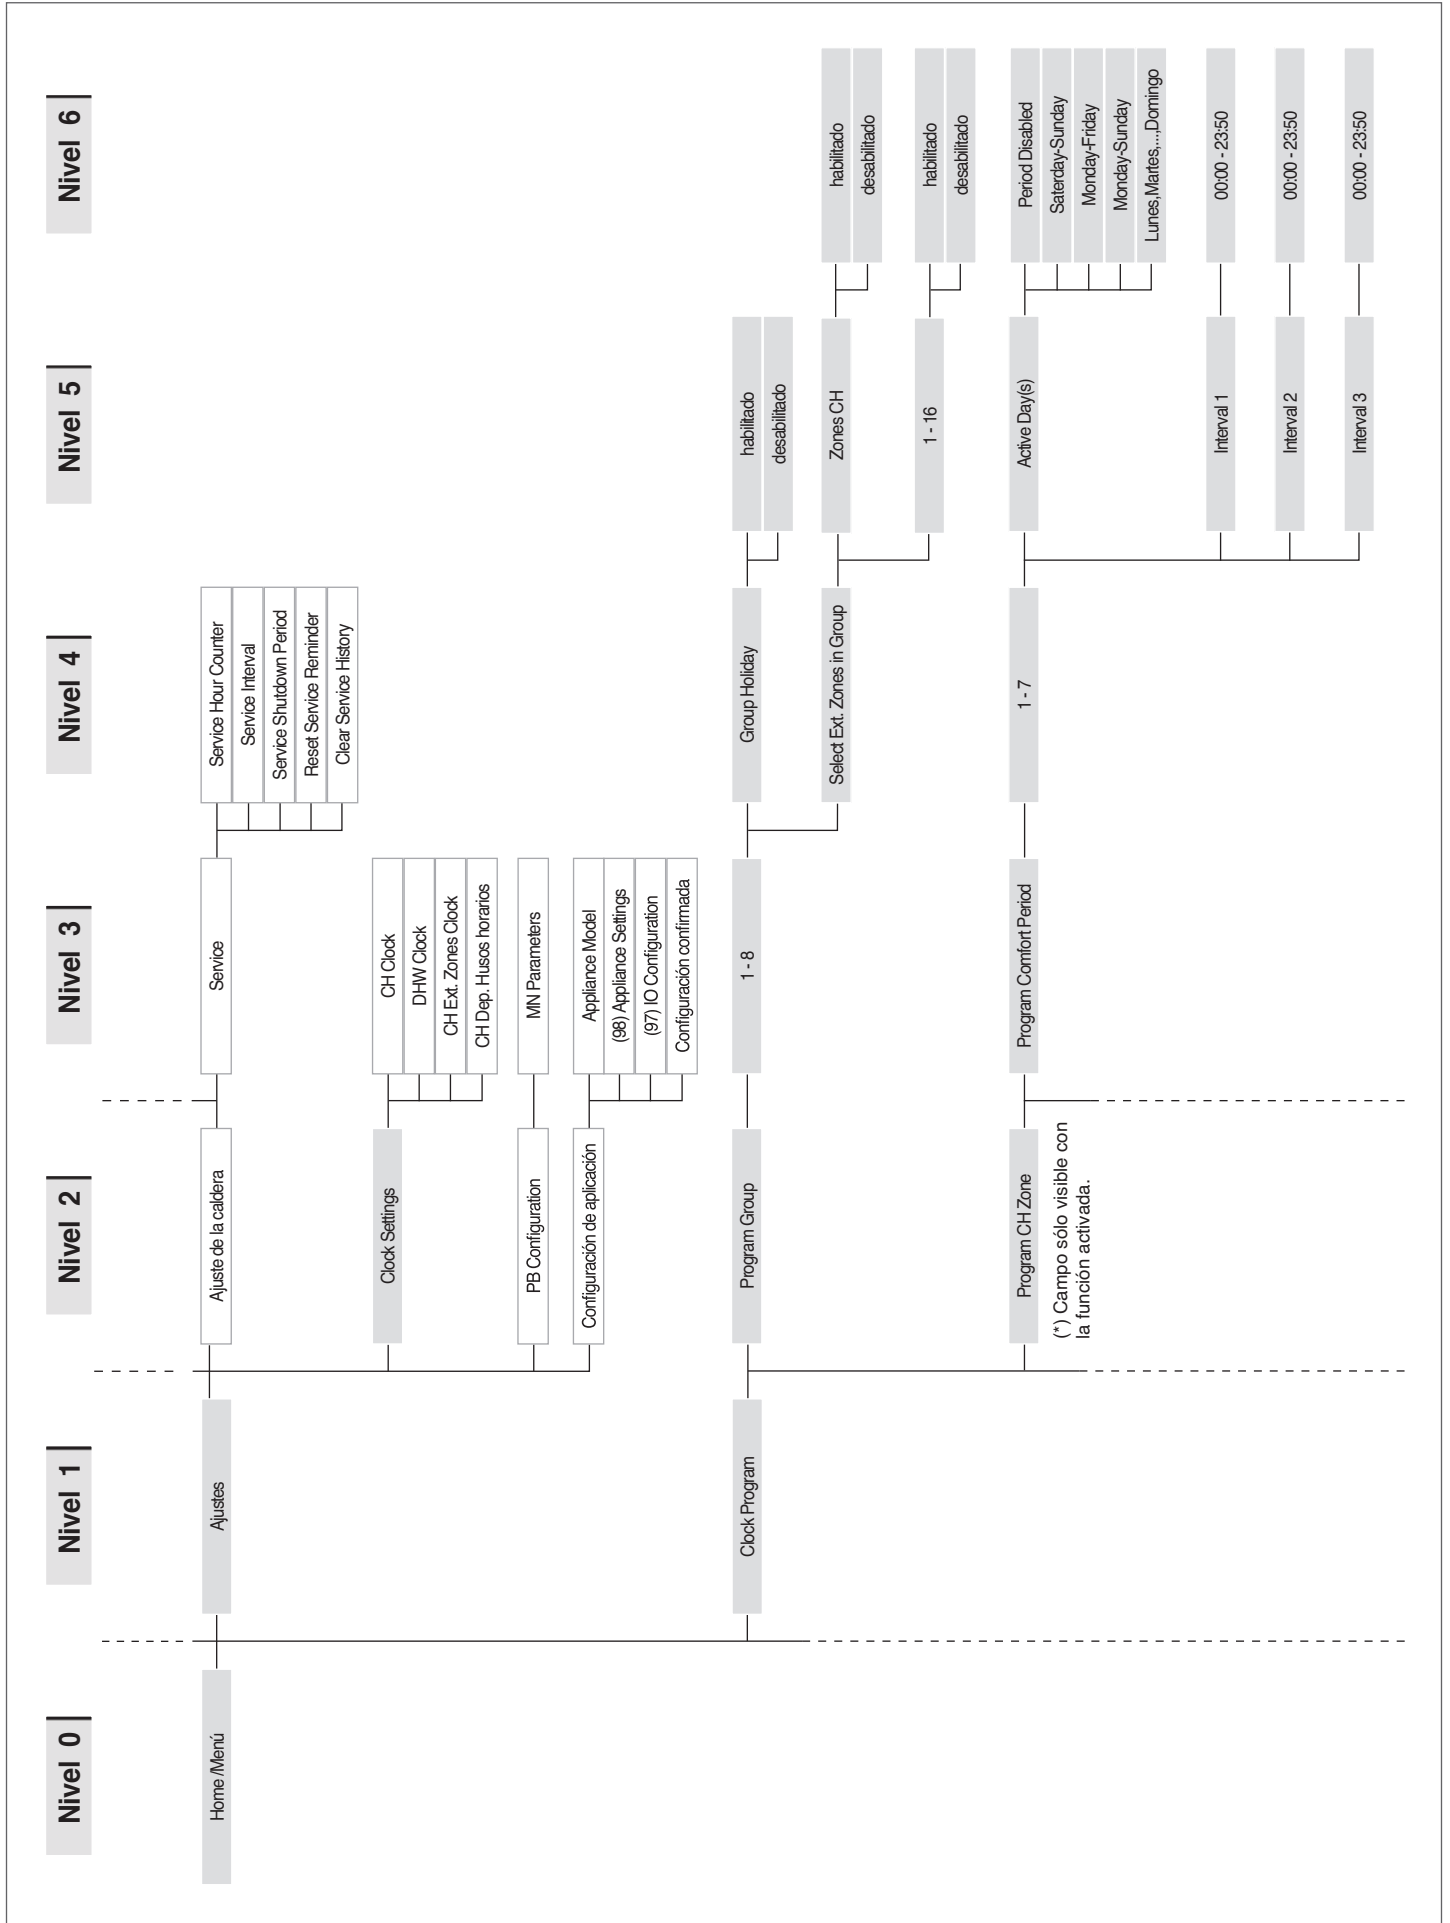 Nivel 0
Nivel 1
Nivel 2
Nivel 3
Nivel 4
Nivel 5
Nivel 6
Home /Menú
Ajustes
Ajuste de la caldera
Service
Service Hour Counter
Service Interval
Service Shutdown Period
Reset Service Reminder
Clear Service History
Clock Settings
CH Clock
DHW Clock
CH Ext. Zones Clock
CH Dep. Husos horarios
PB Configuration
MN Parameters
Configuración de aplicación
Appliance Model
(98) Appliance Settings
(97) IO Configuration
Configuración confirmada
Clock Program
Program Group
1 - 8
Group Holiday
habilitado
desabilitado
Select Ext. Zones in Group
Zones CH
habilitado
desabilitado
1 - 16
habilitado
desabilitado
Program CH Zone
(*) Campo sólo visible con
la función activada.
Program Comfort Period
1 - 7
Active Day(s)
Period Disabled
Saterday-Sunday
Monday-Friday
Monday-Sunday
Lunes,Martes,...,Domingo
Interval 1
00:00 - 23:50
Interval 2
00:00 - 23:50
Interval 3
00:00 - 23:50